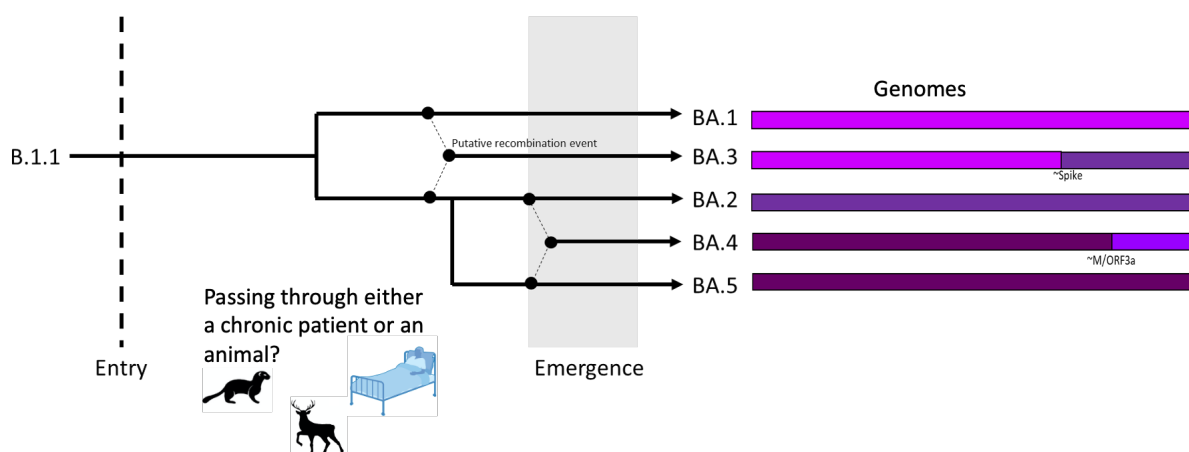 Genomes
BA.1
Putative recombination event
B.1.1
BA.3
~Spike
BA.2
BA.4
~M/ORF3a
BA.5
Passing through either
a chronic patient or an
animal?
Entry
Emergence